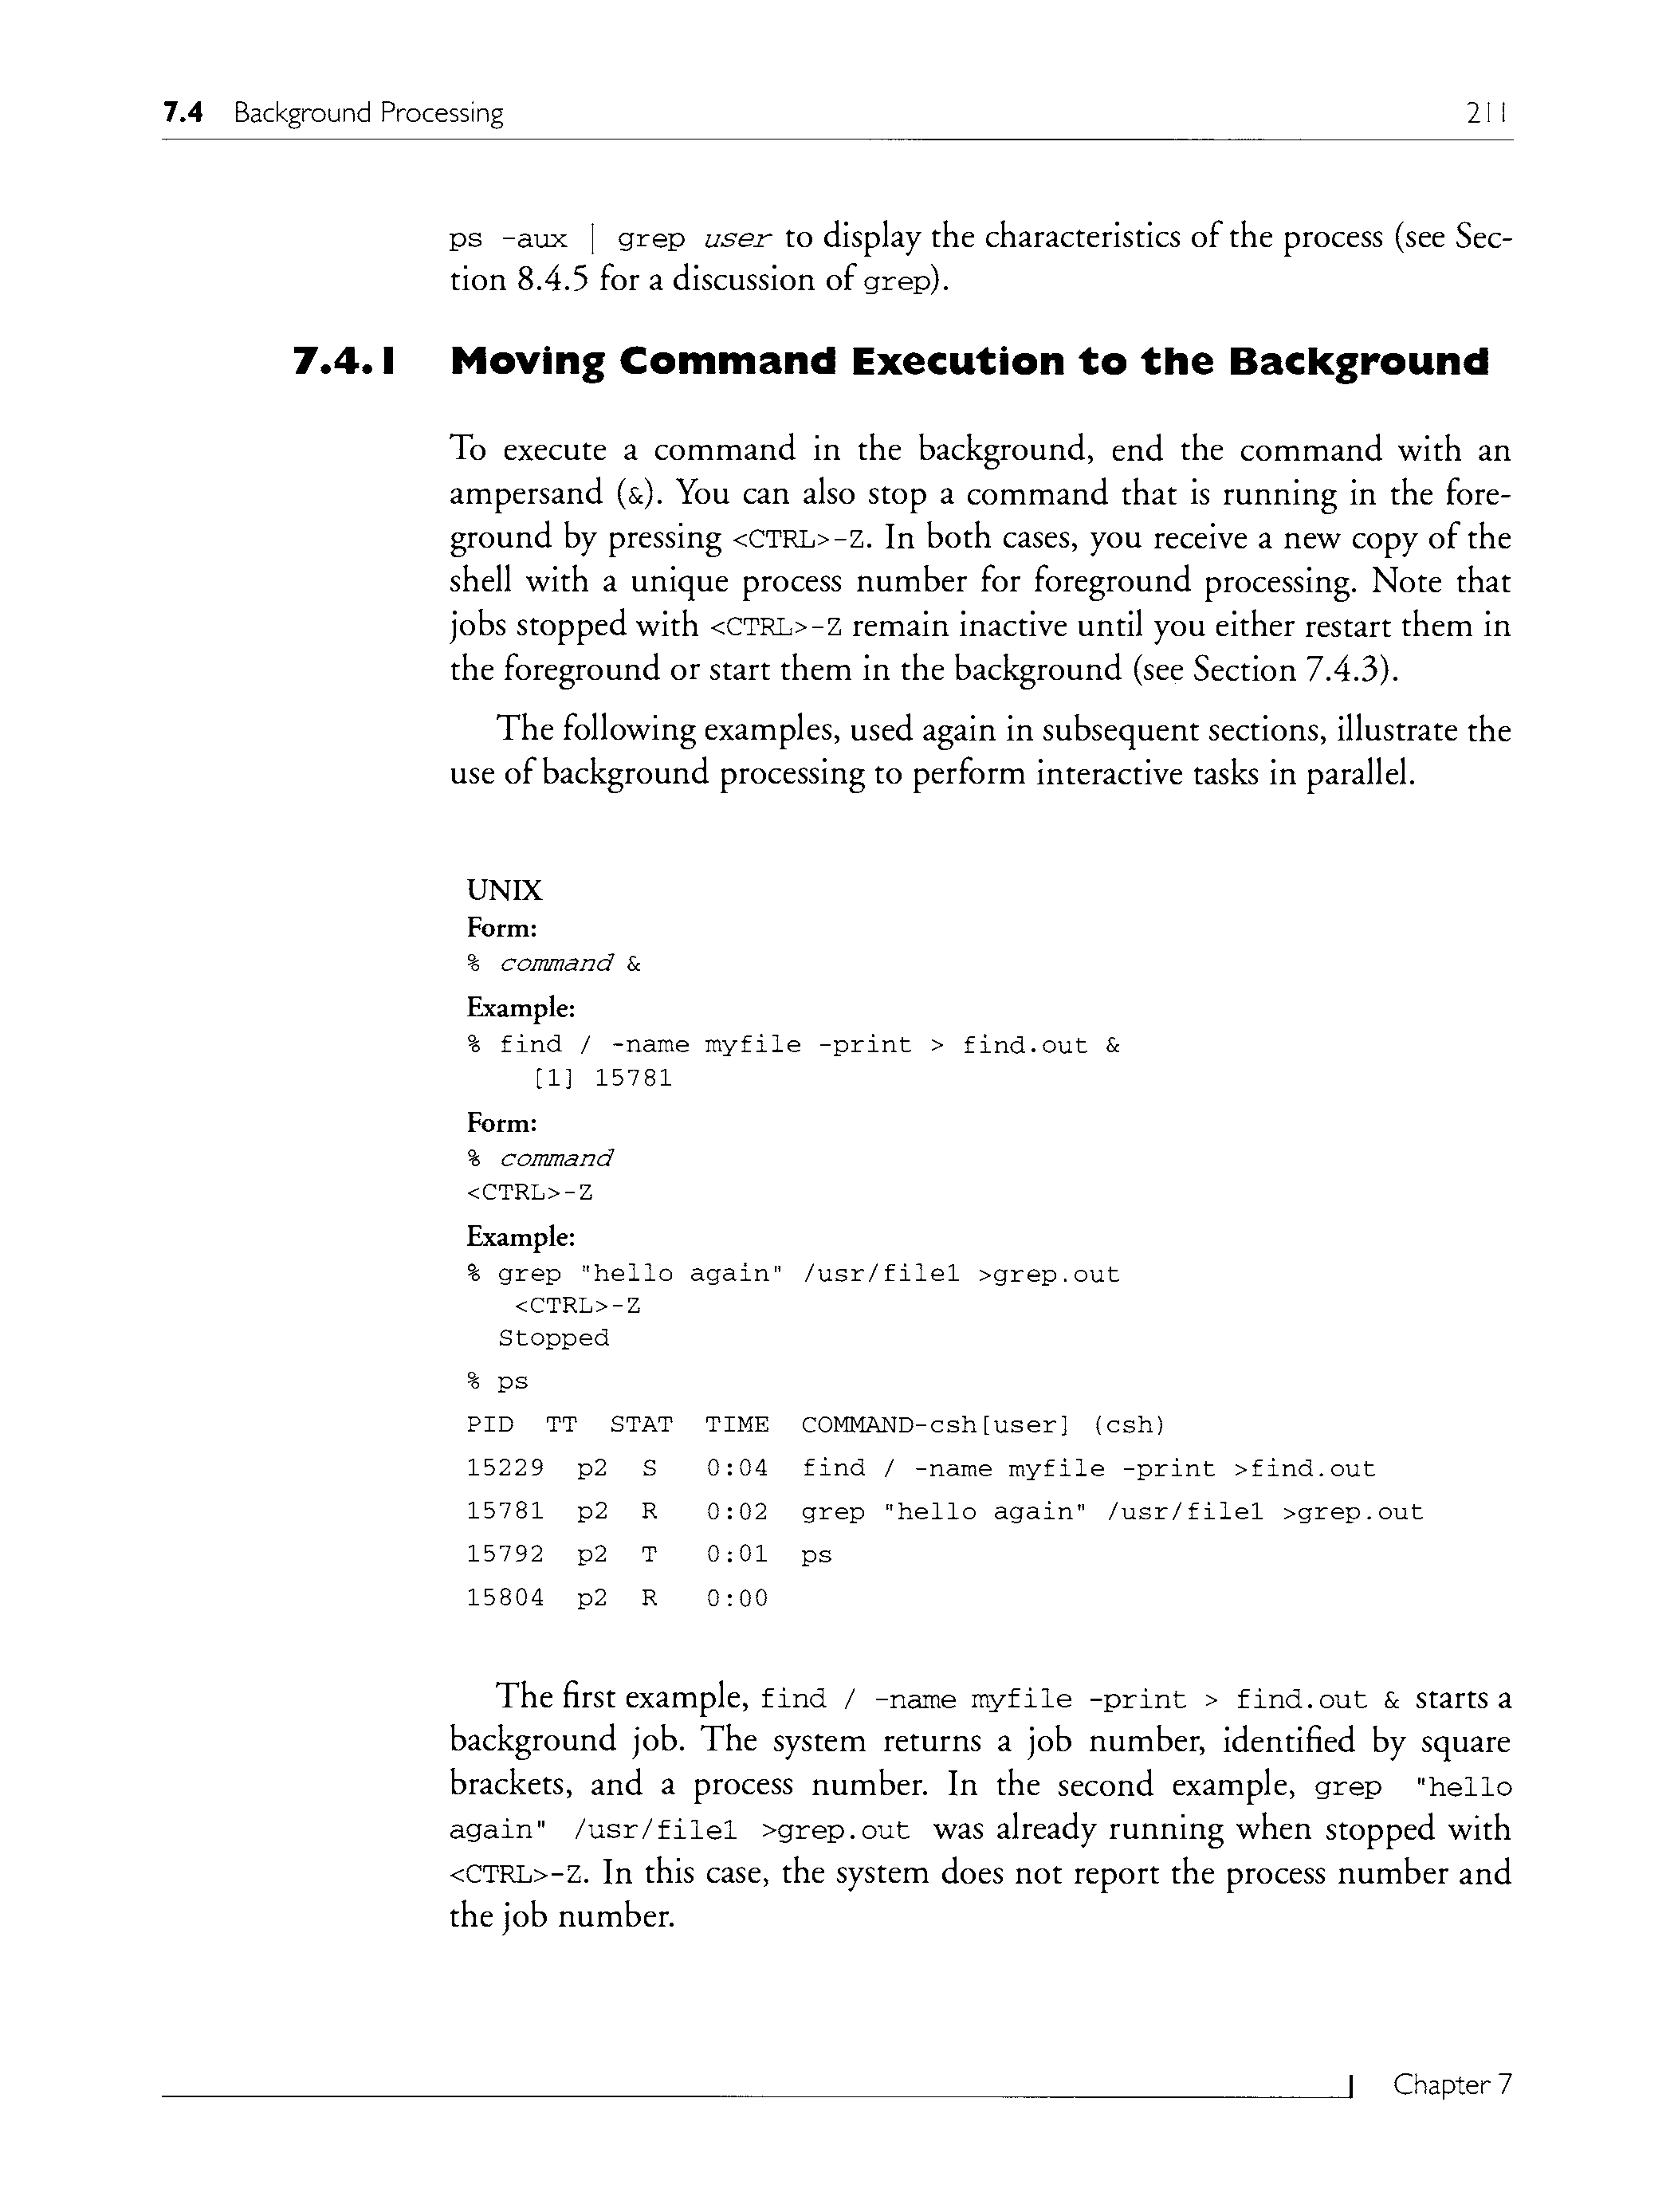 7.4 Background Processing 211
ps -aux | grep user to display the characteristics of the process (see Sec-
tion 8.4.5 for a discussion of grep).
7.4.1 Moving Command Execution to the Background
To execute a command in the background, end the command with an
ampersand (&). You can also stop a command that is running in the fore-
ground by pressing <CTRL>-Z. In both cases, you receive a new copy of the
shell with a unique process number for foreground processing. Note that
jobs stopped with <CTRL>-Z remain inactive until you either restart them in
the foreground or start them in the background (see Section 7.4.3).
The following examples, used again in subsequent sections, illustrate the
use of background processing to perform interactive tasks in parallel.
UNIX
Form:
% command &
Example:
% find / -name myfile -print > find.out &
[1] 15781
Form:
% command
<CTRL>-Z
Example:
% grep "hello again" /usr/file1 >grep.out
<CTRL>-Z
Stopped
% ps
PID TT STAT TIME COMMAND-csh[user] (csh)
15229 p2 S 0:04 find / -name myfile -print >find.out
15781 p2 R 0:02 grep "hello again" /usr/file1 >grep.out
15792 p2 T 0:01 ps
15804 p2 R 0:00
The first example, find / -name myfile -print > find.out & starts a
background job. The system returns a job number, identified by square
brackets, and a process number. In the second example, grep "hello
again" /usr/file1 >grep.out was already running when stopped with
<CTRL>-Z. In this case, the system does not report the process number and
the job number.
Chapter 7